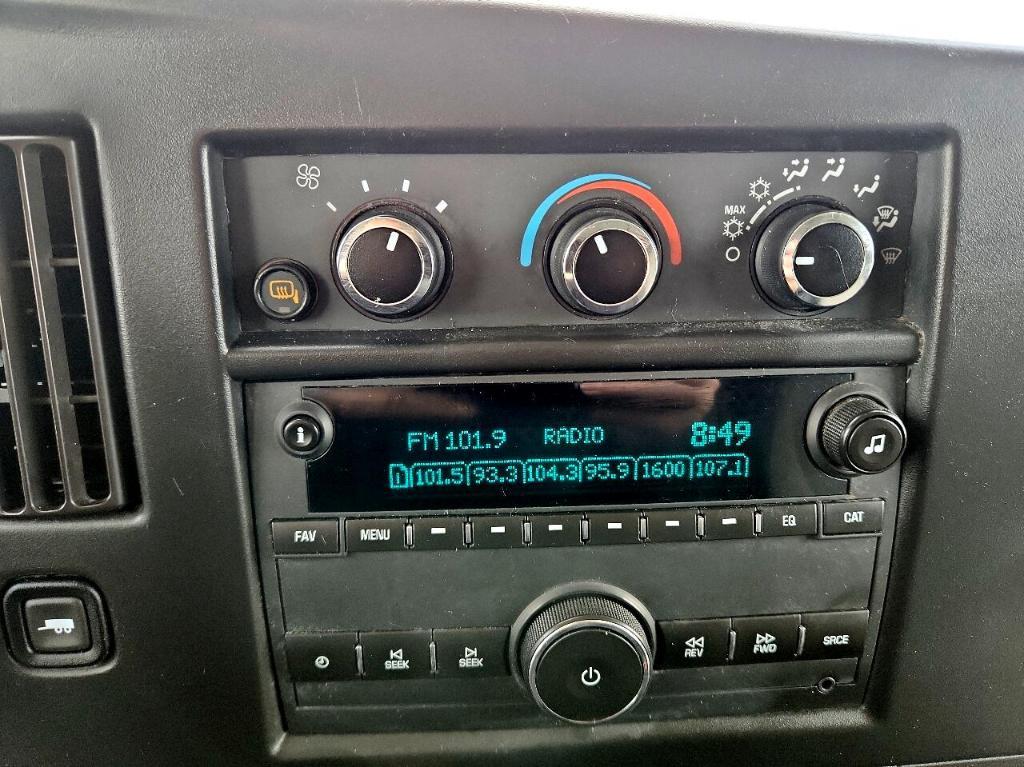 MAX
FM 101.9 RADIO 8:49
D 101.5 93.3 104.3 95.9 1600 107.1
i
FAV MENU EQ CAT
SEEK SEEK REV FWD SRCE